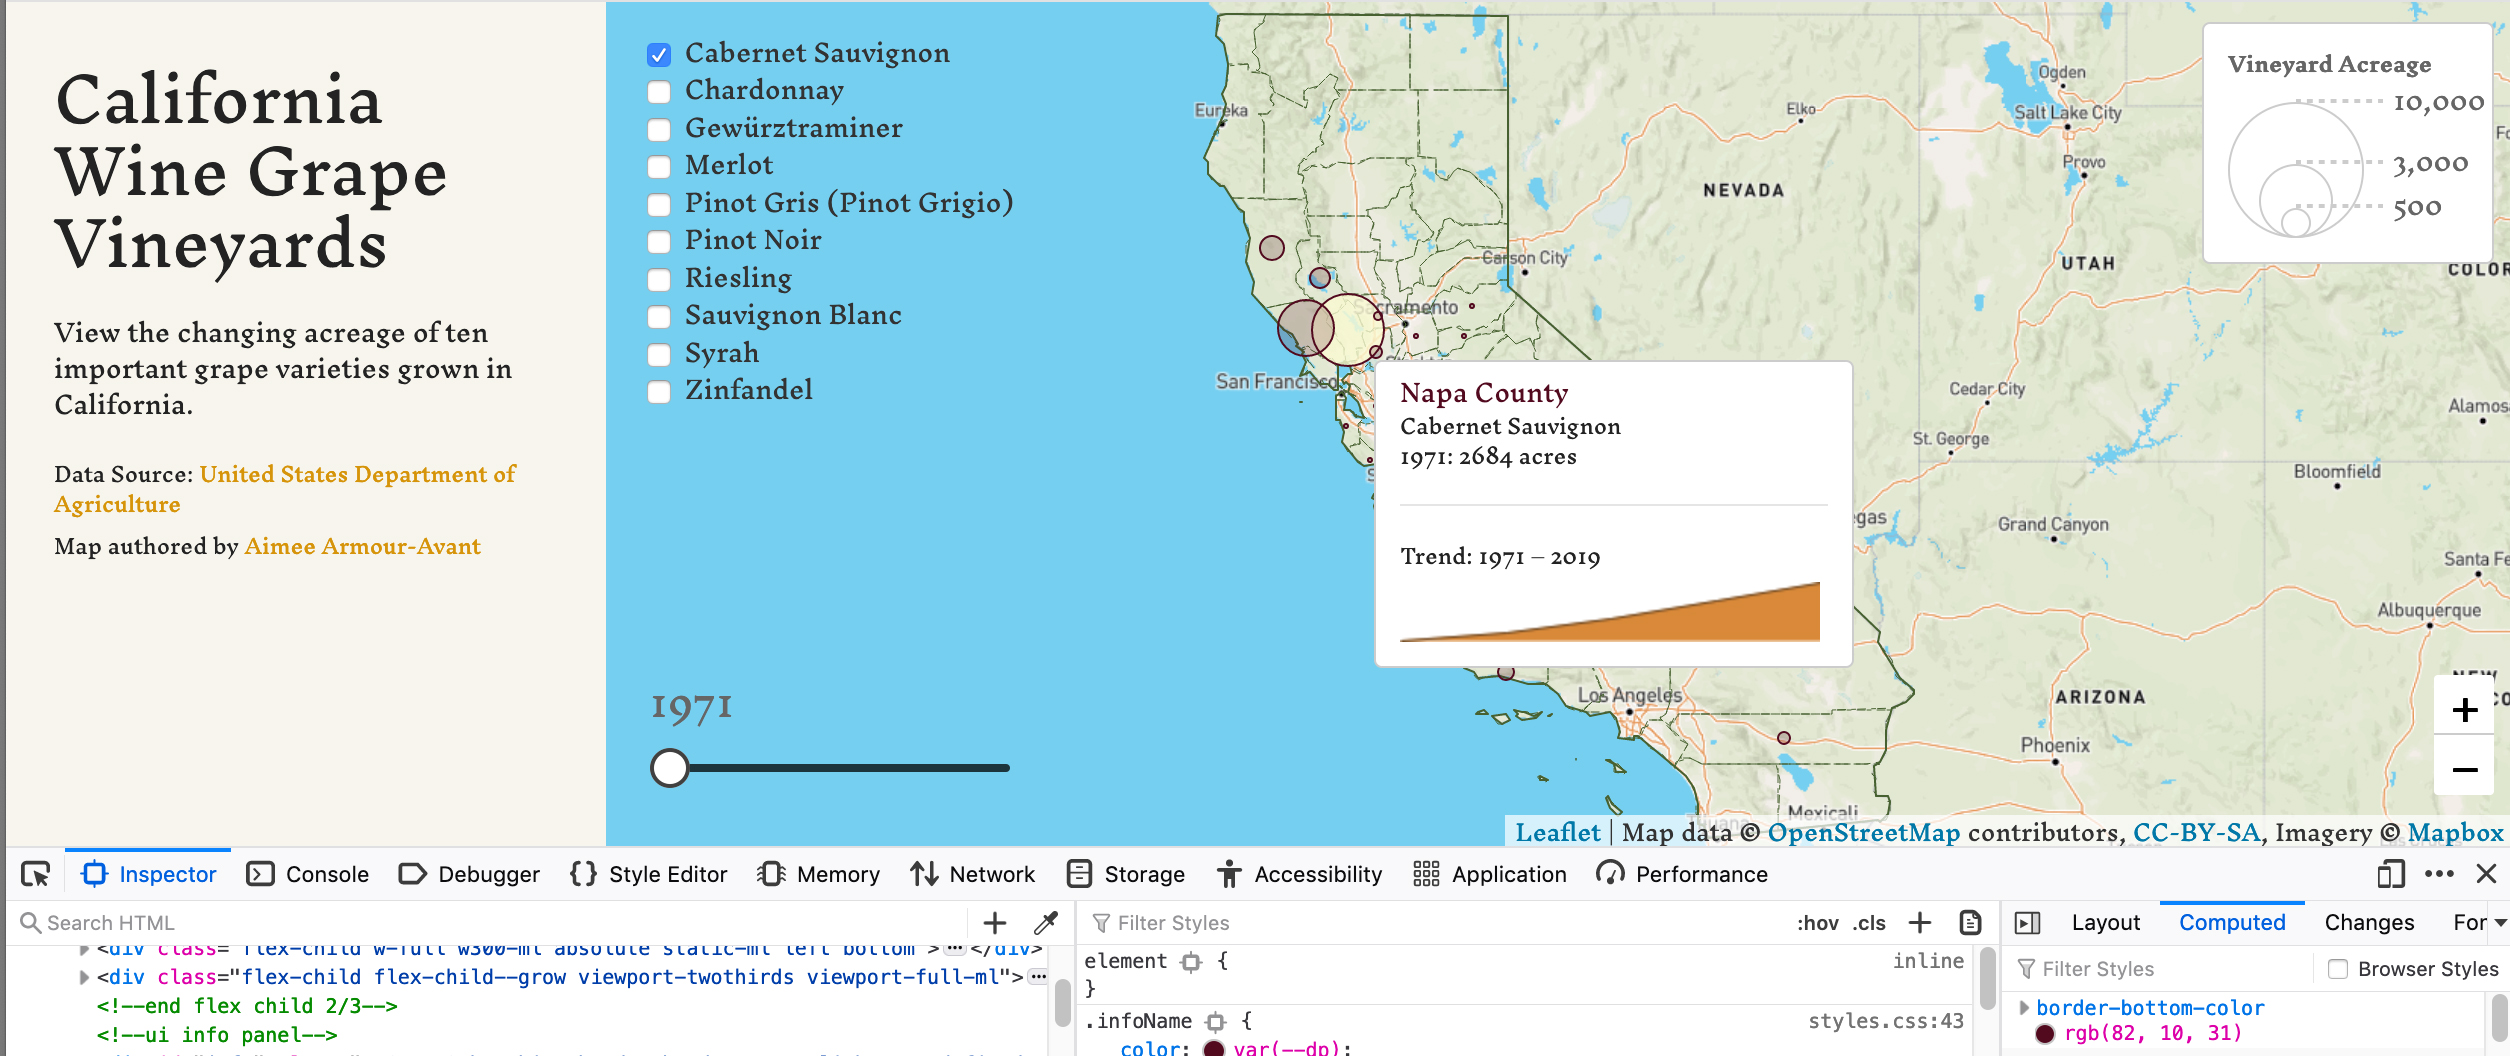 California
Wine Grape
Vineyards
View the changing acreage of ten
important grape varieties grown in
California.
Data Source: United States Department of
Agriculture
Map authored by Aimee Armour-Avant
Cabernet Sauvignon
Chardonnay
Gewürztraminer
Merlot
Pinot Gris (Pinot Grigio)
Pinot Noir
Riesling
Sauvignon Blanc
Syrah
Zinfandel
1971
Eureka
Elko
Ogden
Salt Lake City
Provo
NEVADA
UTAH
Carson City
San Francisco
Cedar City
St. George
Bloomfield
Grand Canyon
Albuquerque
ARIZONA
Phoenix
Los Angeles
Mexicali
Vineyard Acreage
10,000
3,000
500
Napa County
Cabernet Sauvignon
1971: 2684 acres
Trend: 1971 – 2019
+
−
Leaflet | Map data © OpenStreetMap contributors, CC-BY-SA, Imagery © Mapbox
Inspector Console Debugger {} Style Editor Memory Network Storage Accessibility Application Performance
Search HTML
<div class="flex-child w-full w300-ml absolute static-ml left bottom"> ••• </div>
<div class="flex-child flex-child--grow viewport-twothirds viewport-full-ml"> •••
<!--end flex child 2/3-->
<!--ui info panel-->
Filter Styles :hov .cls +
element {
inline
}
.infoName {
styles.css:43
color: var(--dp);
Layout Computed Changes
Filter Styles Browser Styles
border-bottom-color
rgb(82, 10, 31)